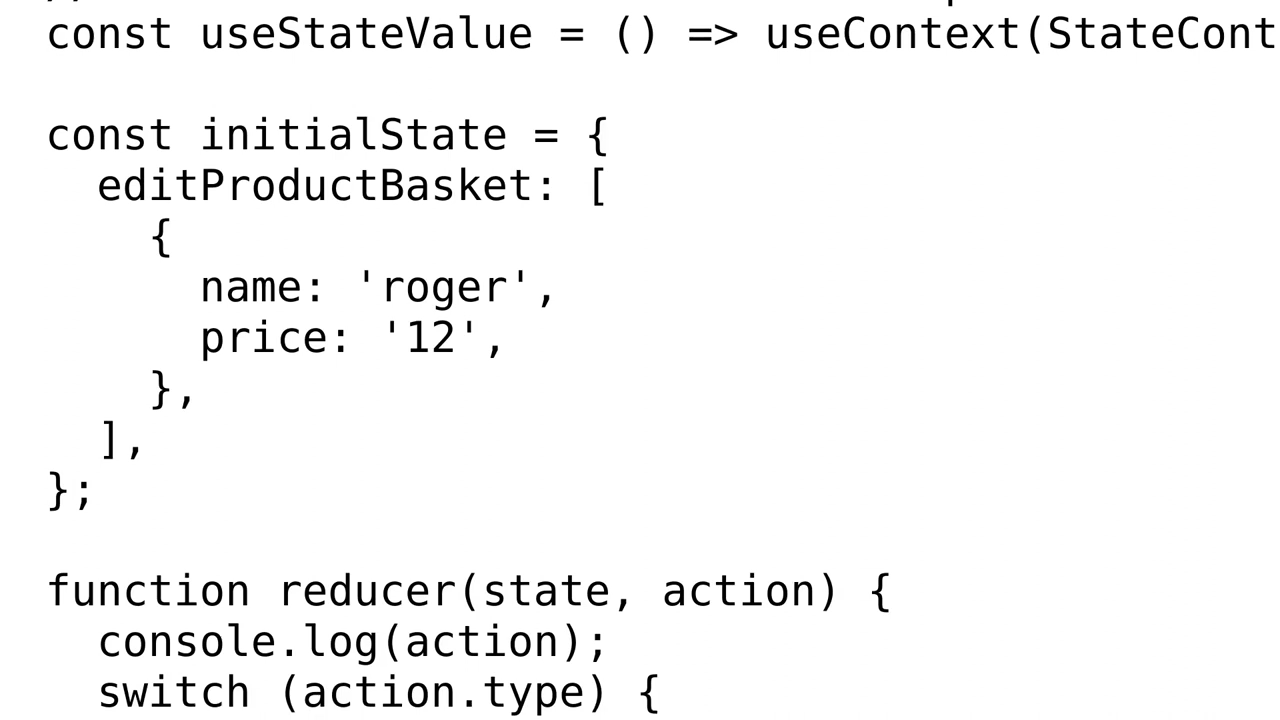 const useStateValue = () => useContext(StateCont
const initialState = {
  editProductBasket: [
    {
      name: 'roger',
      price: '12',
    },
  ],
};
function reducer(state, action) {
  console.log(action);
  switch (action.type) {